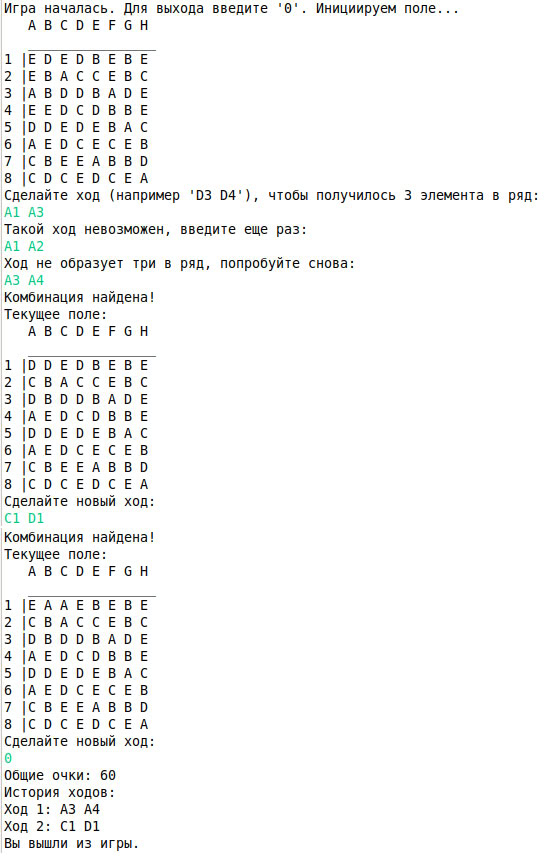 Игра началась. Для выхода введите '0'. Инициируем поле...
A B C D E F G H
________________
1 |E D E D B E B E
2 |E B A C C E B C
3 |A B D D B A D E
4 |E E D C D B B E
5 |D D E D E B A C
6 |A E D C E C E B
7 |C B E E A B B D
8 |C D C E D C E A
Сделайте ход (например 'D3 D4'), чтобы получилось 3 элемента в ряд:
A1 A3
Такой ход невозможен, введите еще раз:
A1 A2
Ход не образует три в ряд, попробуйте снова:
A3 A4
Комбинация найдена!
Текущее поле:
A B C D E F G H
________________
1 |D D E D B E B E
2 |C B A C C E B C
3 |D B D D B A D E
4 |A E D C D B B E
5 |D D E D E B A C
6 |A E D C E C E B
7 |C B E E A B B D
8 |C D C E D C E A
Сделайте новый ход:
C1 D1
Комбинация найдена!
Текущее поле:
A B C D E F G H
________________
1 |E A A E B E B E
2 |C B A C C E B C
3 |D B D D B A D E
4 |A E D C D B B E
5 |D D E D E B A C
6 |A E D C E C E B
7 |C B E E A B B D
8 |C D C E D C E A
Сделайте новый ход:
0
Общие очки: 60
История ходов:
Ход 1: A3 A4
Ход 2: C1 D1
Вы вышли из игры.